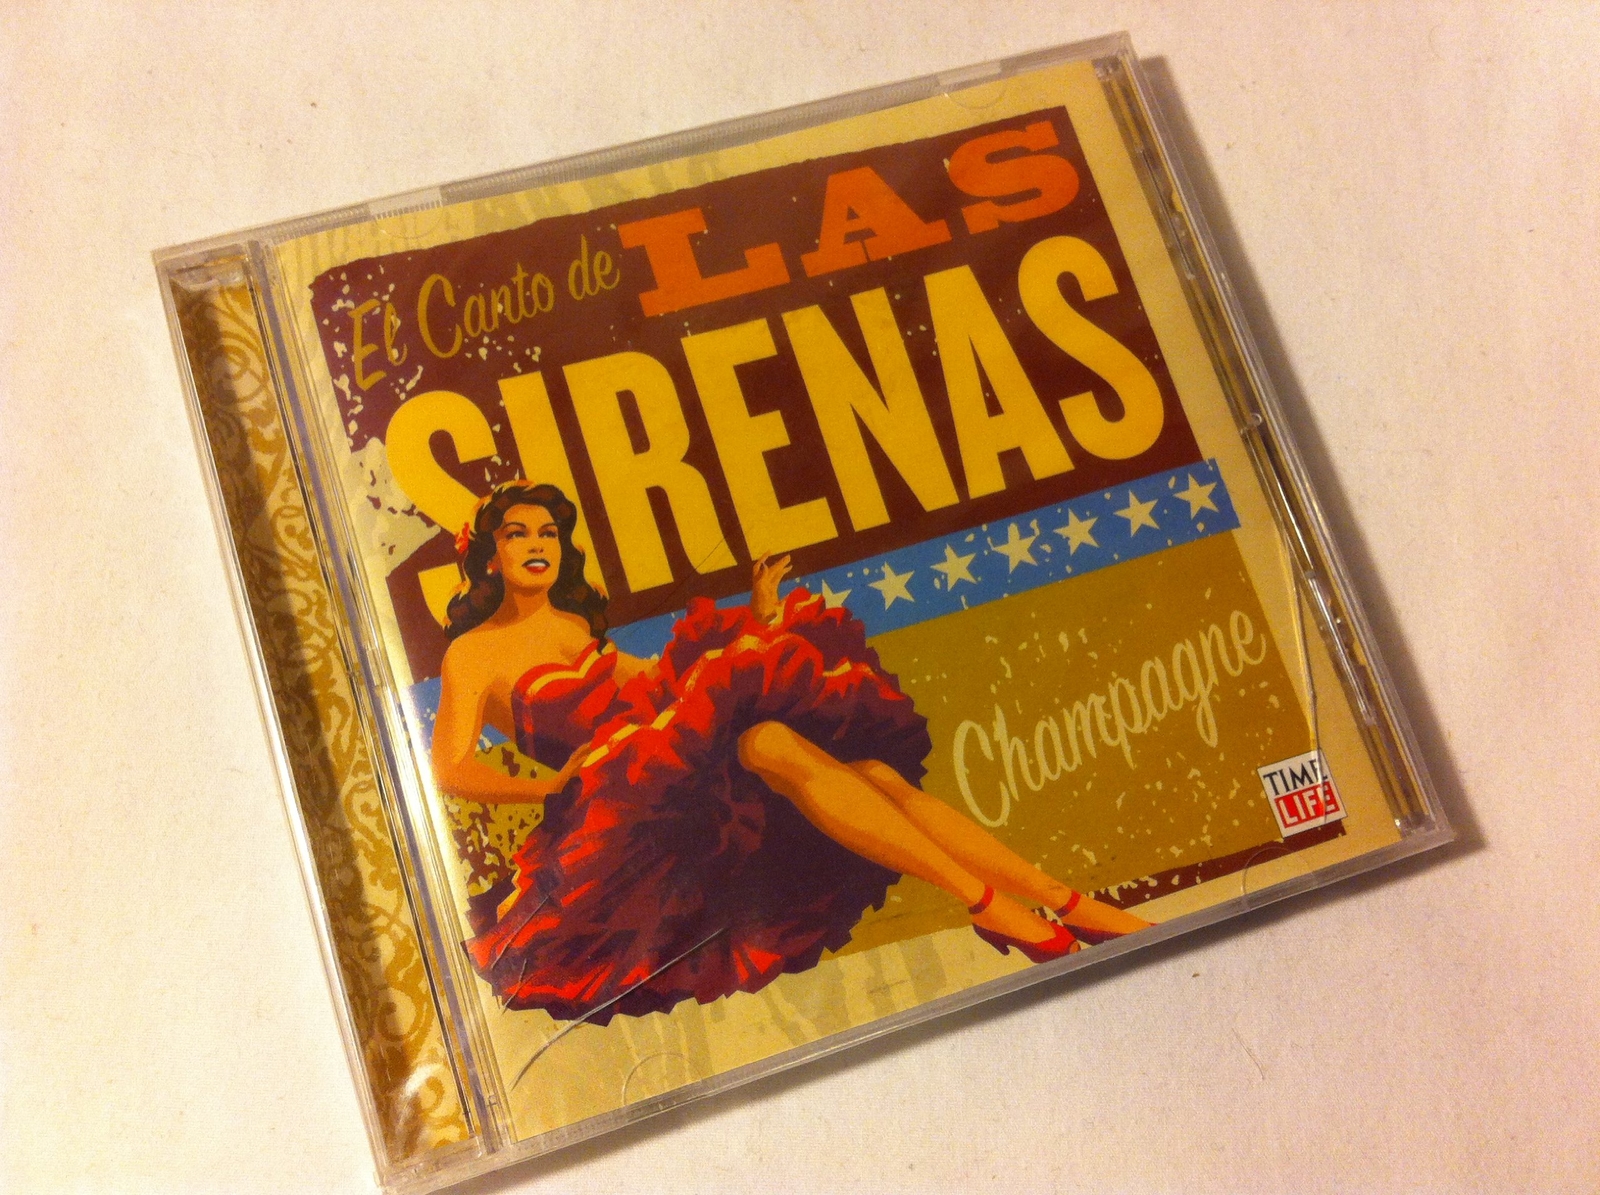 El Canto de LAS
SIRENAS
Champagne
TIME
LIFE